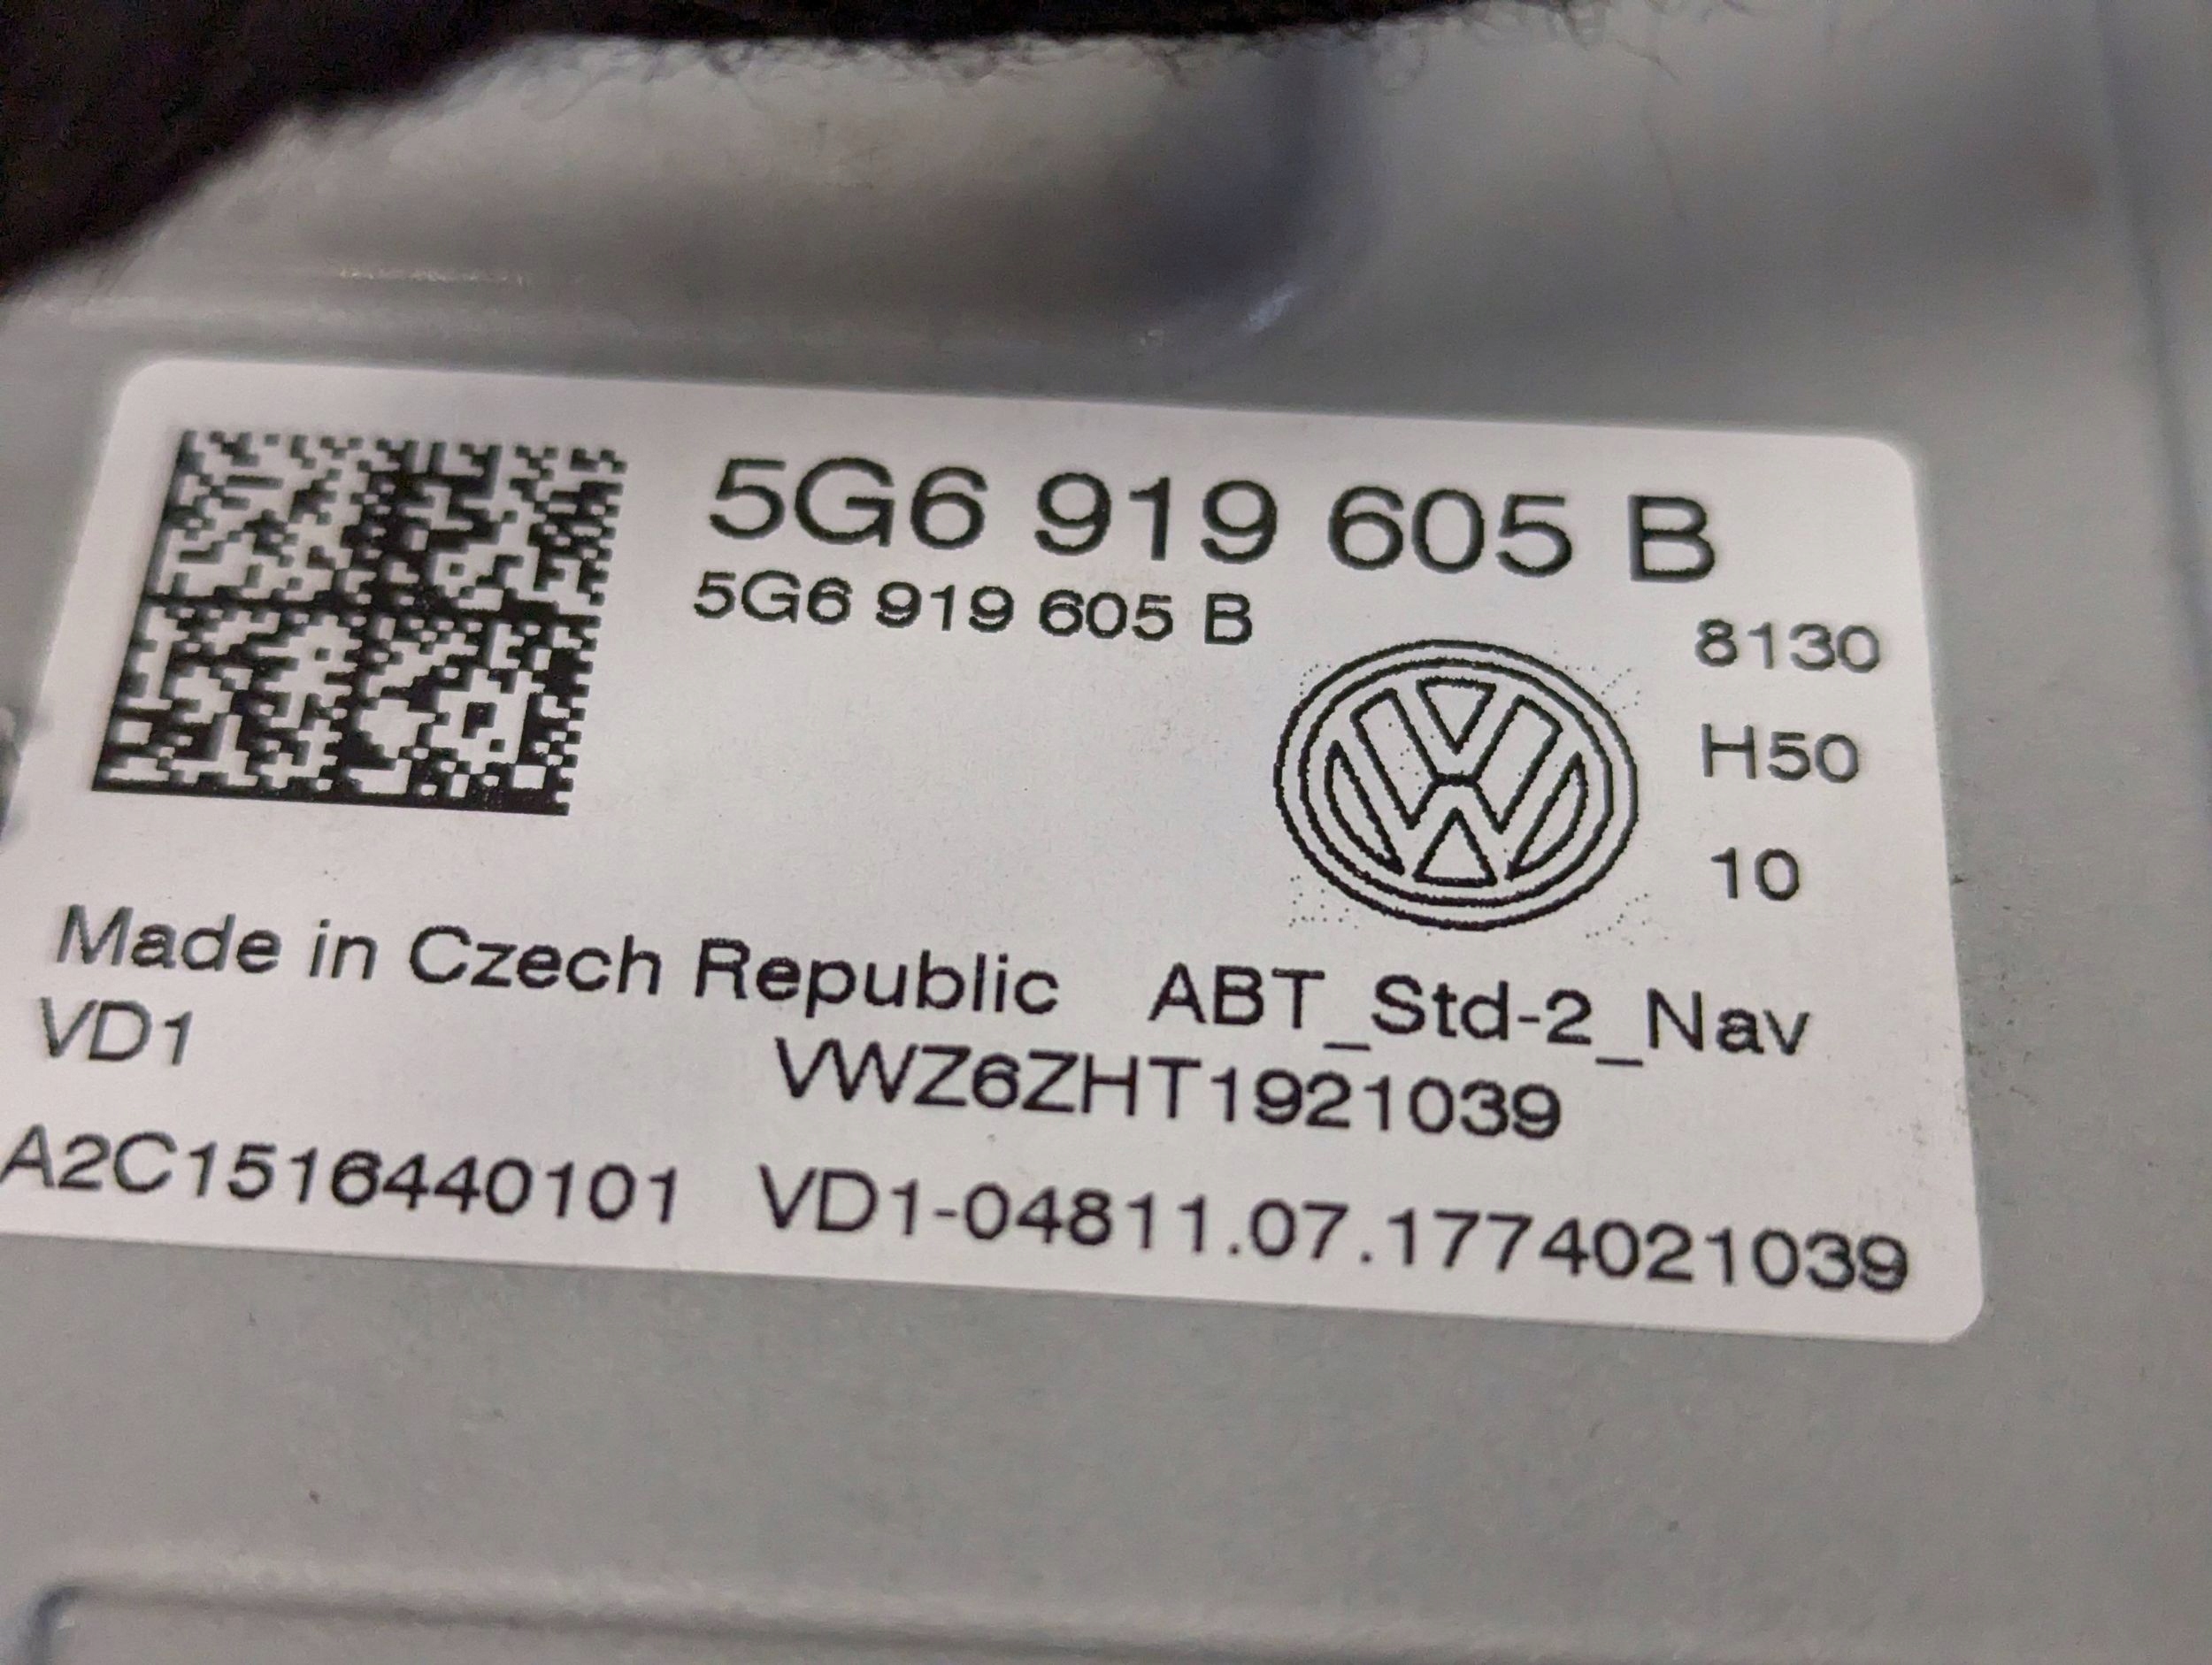 5G6 919 605 B
5G6 919 605 B
8130
H50
10
Made in Czech Republic ABT_Std-2_Nav
VD1
VWZ6ZHT1921039
A2C1516440101 VD1-04811.07.1774021039